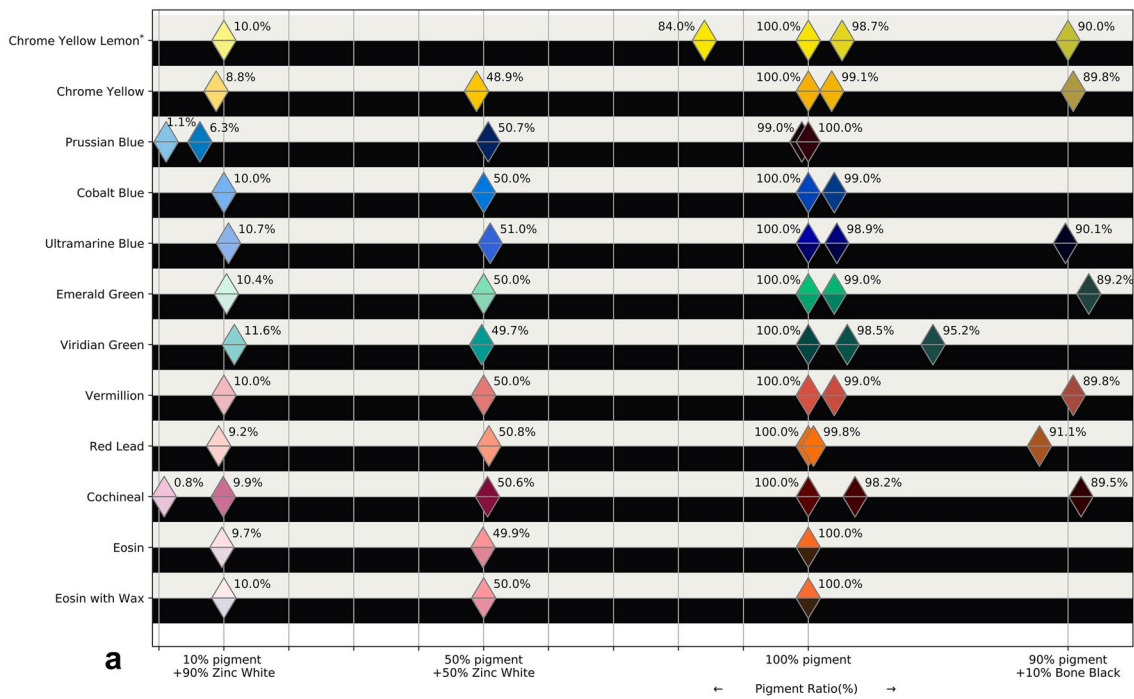 Chrome Yellow Lemon* 10.0% 84.0% 100.0% 98.7% 90.0%
Chrome Yellow 8.8% 48.9% 100.0% 99.1% 89.8%
Prussian Blue 1.1% 6.3% 50.7% 99.0% 100.0%
Cobalt Blue 10.0% 50.0% 100.0% 99.0%
Ultramarine Blue 10.7% 51.0% 100.0% 98.9% 90.1%
Emerald Green 10.4% 50.0% 100.0% 99.0% 89.2%
Viridian Green 11.6% 49.7% 100.0% 98.5% 95.2%
Vermillion 10.0% 50.0% 100.0% 99.0% 89.8%
Red Lead 9.2% 50.8% 100.0% 99.8% 91.1%
Cochineal 0.8% 9.9% 50.6% 100.0% 98.2% 89.5%
Eosin 9.7% 49.9% 100.0%
Eosin with Wax 10.0% 50.0% 100.0%
a
10% pigment 50% pigment 100% pigment 90% pigment
+90% Zinc White +50% Zinc White +10% Bone Black
← Pigment Ratio(%) →